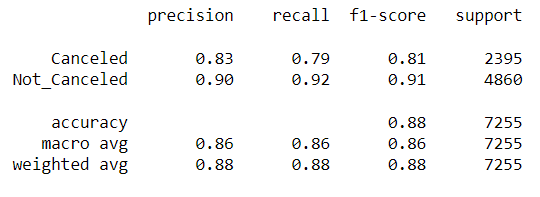 precision recall f1-score support
Canceled 0.83 0.79 0.81 2395
Not_Canceled 0.90 0.92 0.91 4860
accuracy 0.88 7255
macro avg 0.86 0.86 0.86 7255
weighted avg 0.88 0.88 0.88 7255